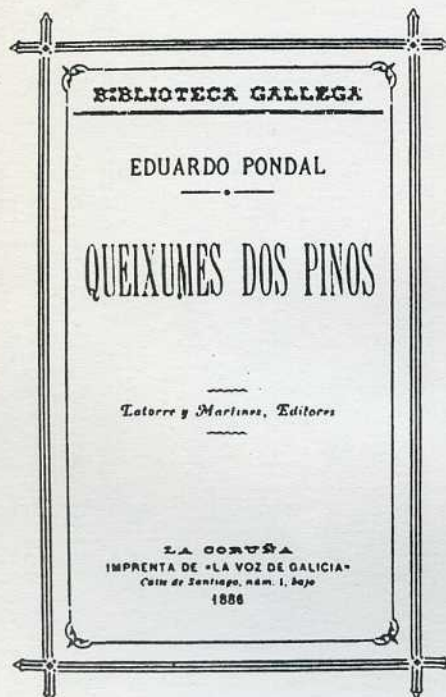 BIBLIOTECA GALLEGA
EDUARDO PONDAL
QUEIXUMES DOS PINOS
Latorre y Martinez, Editores
LA CORUÑA
IMPRENTA DE «LA VOZ DE GALICIA»
Calle de Santiago, núm. 1, bajo
1886